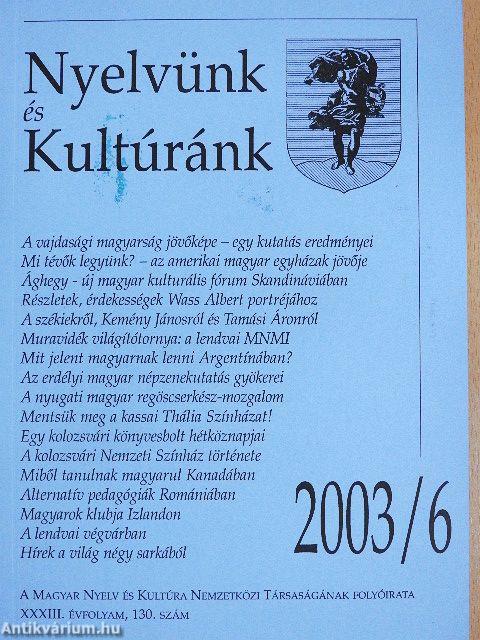 Nyelvünk
és
Kultúránk
A vajdasági magyarság jövőképe – egy kutatás eredményei
Mi tévők legyünk? – az amerikai magyar egyházak jövője
Ághegy - új magyar kulturális fórum Skandináviában
Részletek, érdekességek Wass Albert portréjához
A székiekről, Kemény Jánosról és Tamási Áronról
Muravidék világítótornya: a lendvai MNMI
Mit jelent magyarnak lenni Argentínában?
Az erdélyi magyar népzenekutatás gyökerei
A nyugati magyar regöscserkész-mozgalom
Mentsük meg a kassai Thália Színházat!
Egy kolozsvári könyvesbolt hétköznapjai
A kolozsvári Nemzeti Színház története
Miből tanulnak magyarul Kanadában
Alternatív pedagógiák Romániában
Magyarok klubja Izlandon
A lendvai végvárban
Hírek a világ négy sarkából
2003/6
A MAGYAR NYELV ÉS KULTÚRA NEMZETKÖZI TÁRSASÁGÁNAK FOLYÓIRATA
XXXIII. ÉVFOLYAM, 130. SZÁM
Antikvárium.hu